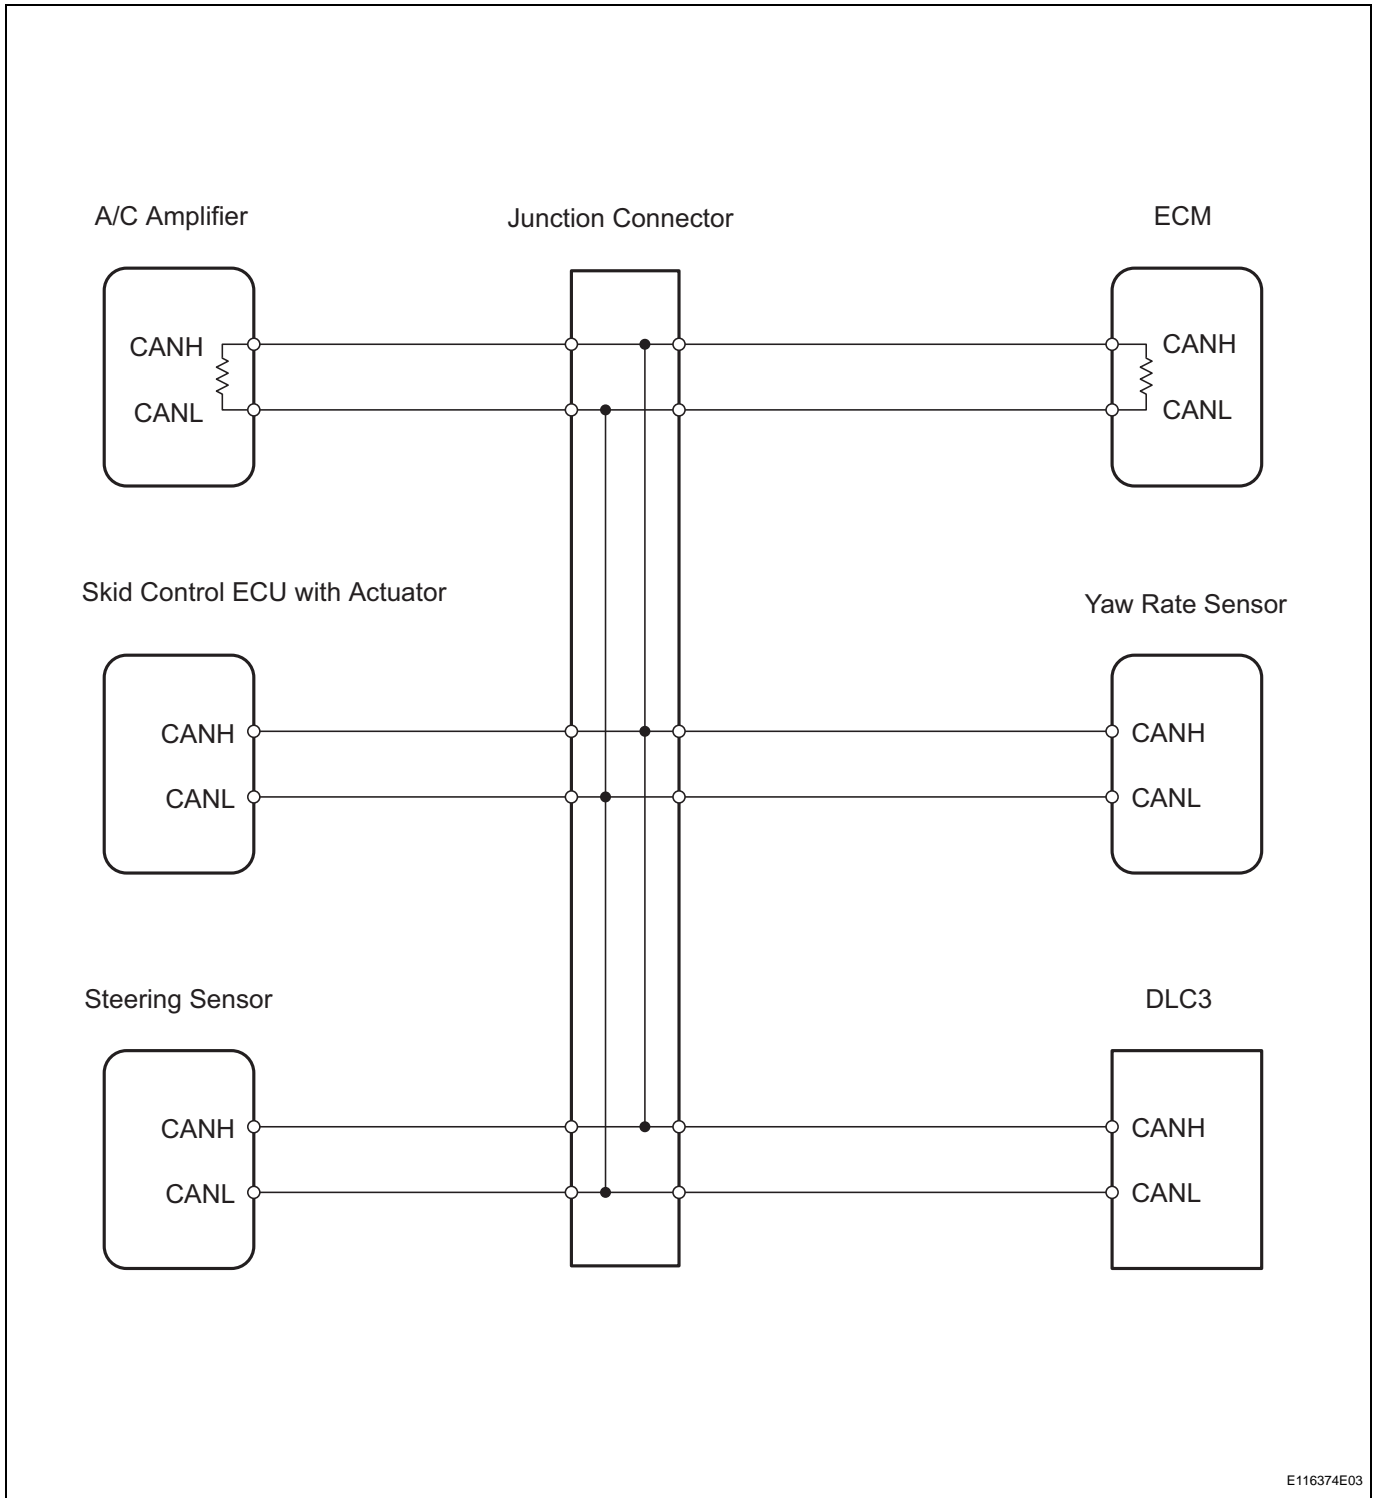 A/C Amplifier
Junction Connector
ECM
CANH
CANL
CANH
CANL
Skid Control ECU with Actuator
Yaw Rate Sensor
CANH
CANL
CANH
CANL
Steering Sensor
DLC3
CANH
CANL
CANH
CANL
E116374E03